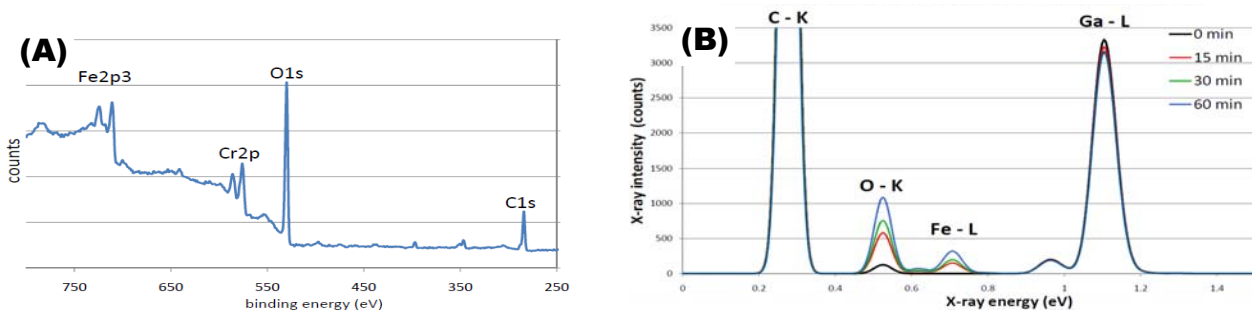 (A)
Fe2p3
O1s
Cr2p
C1s
counts
750 650 550 450 350 250
binding energy (eV)
(B)
C - K
Ga - L
0 min
15 min
30 min
60 min
O - K
Fe - L
X-ray intensity (counts)
3500
3000
2500
2000
1500
1000
500
0
0 0.2 0.4 0.6 0.8 1 1.2 1.4
X-ray energy (eV)